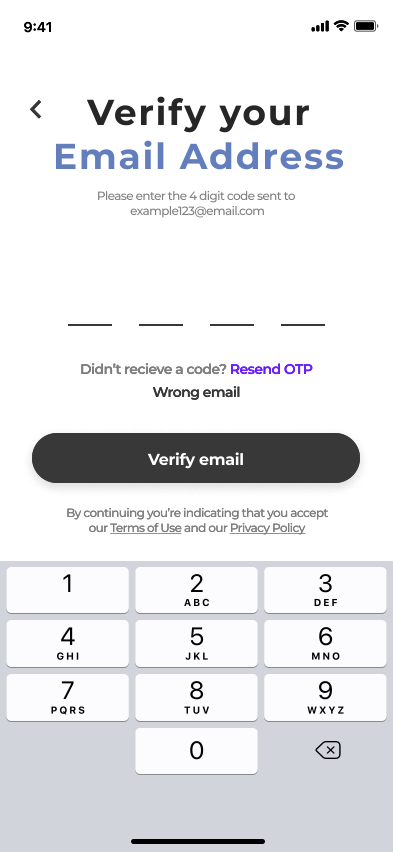 9:41
Verify your
Email Address
Please enter the 4 digit code sent to
example123@email.com
Didn't recieve a code? Resend OTP
Wrong email
Verify email
By continuing you're indicating that you accept
our Terms of Use and our Privacy Policy
1 2 3
ABC DEF
4 5 6
GHI JKL MNO
7 8 9
PQRS TUV WXYZ
0